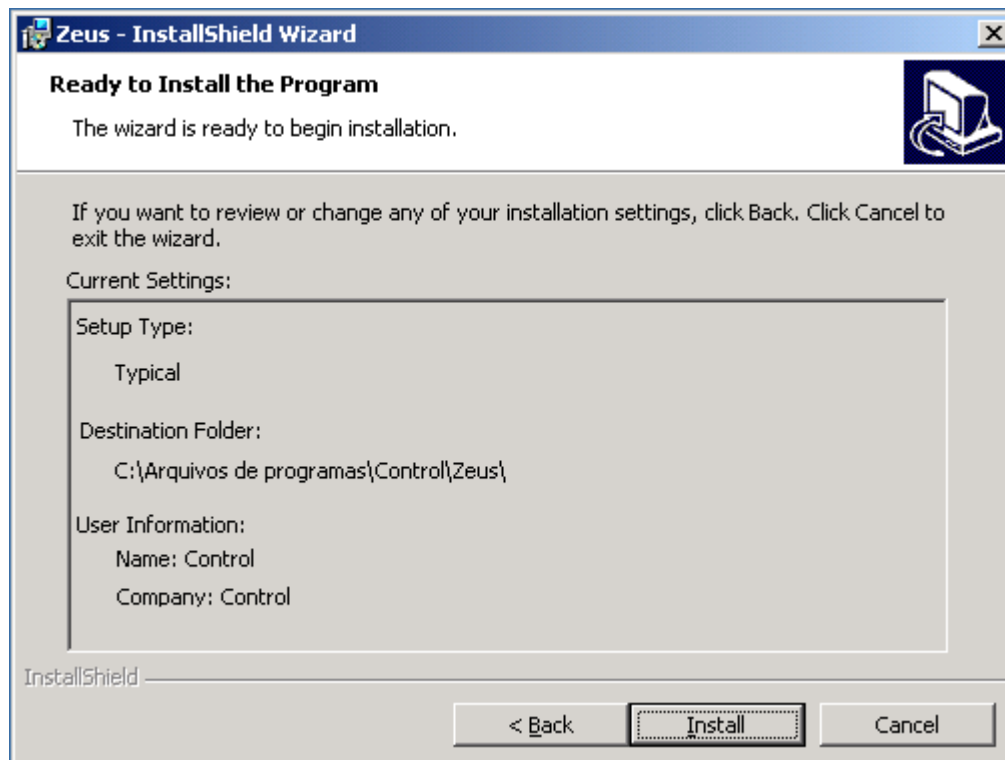 Zeus - InstallShield Wizard
Ready to Install the Program
The wizard is ready to begin installation.
If you want to review or change any of your installation settings, click Back. Click Cancel to
exit the wizard.
Current Settings:
Setup Type:
Typical
Destination Folder:
C:\Arquivos de programas\Control\Zeus\
User Information:
Name: Control
Company: Control
InstallShield
< Back
Install
Cancel